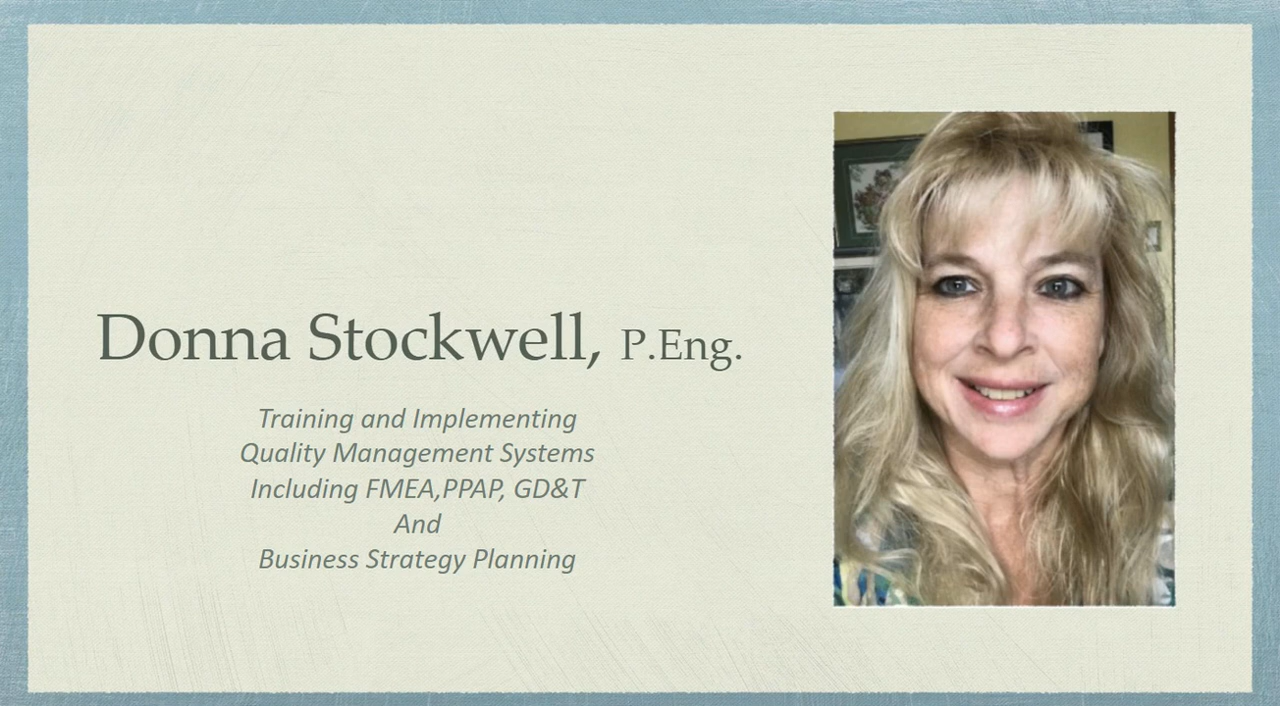 Donna Stockwell, P.Eng.
Training and Implementing
Quality Management Systems
Including FMEA,PPAP, GD&T
And
Business Strategy Planning